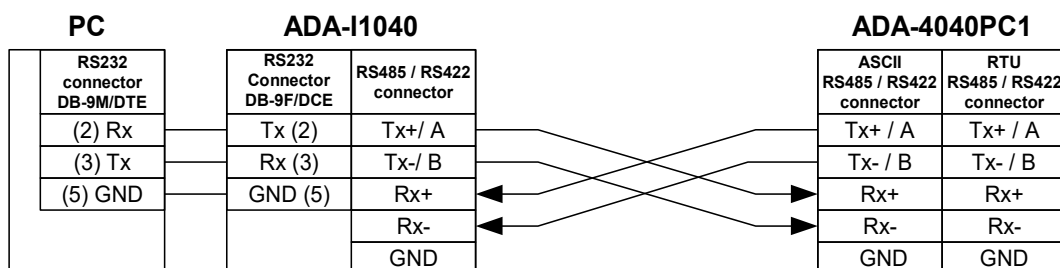 PC ADA-I1040 ADA-4040PC1
RS232 connector DB-9M/DTE
RS232 Connector DB-9F/DCE
RS485 / RS422 connector
ASCII RS485 / RS422 connector
RTU RS485 / RS422 connector
(2) Rx Tx (2) Tx+/ A Tx+ / A Tx+ / A
(3) Tx Rx (3) Tx-/ B Tx- / B Tx- / B
(5) GND GND (5) Rx+ Rx+ Rx+
Rx- Rx- Rx-
GND GND GND